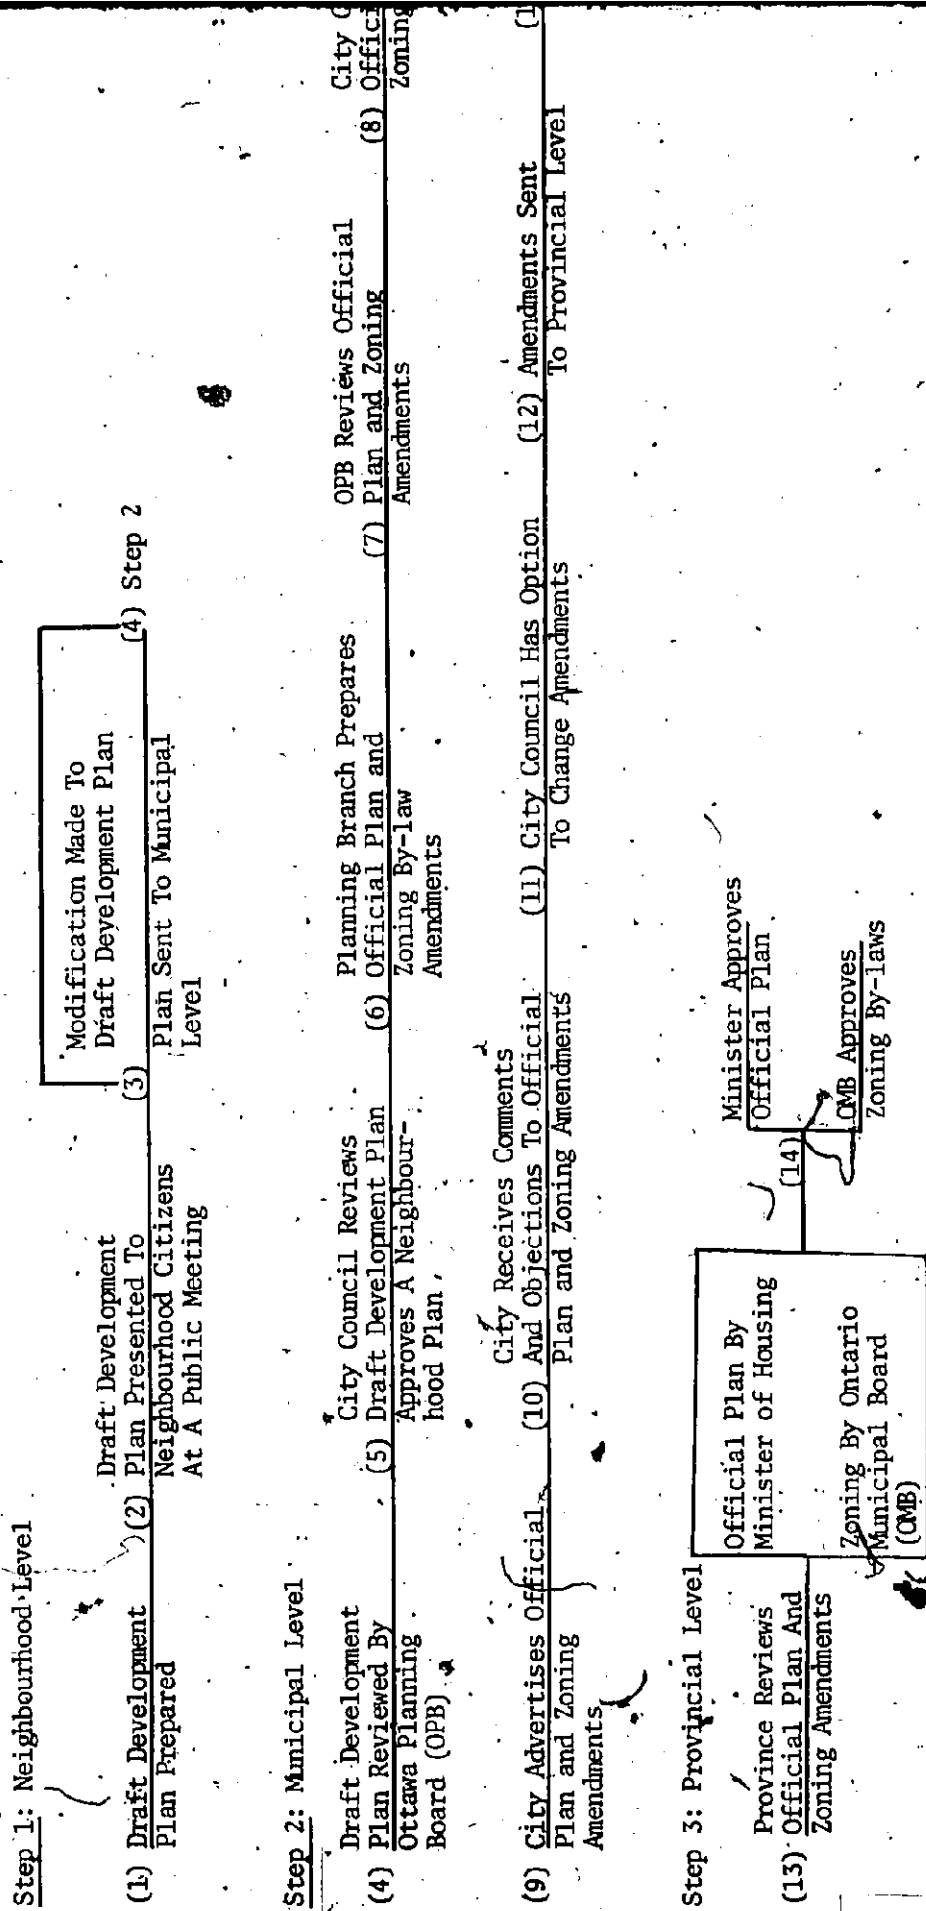 Step 1: Neighbourhood Level
Draft Development
(1) Draft Development
Plan Prepared
(2) Plan Presented To
Neighbourhood Citizens
At A Public Meeting
Modification Made To
Draft Development Plan
(3)
Plan Sent To Municipal
Level
(4) Step 2
Step 2: Municipal Level
Draft Development
(4) Plan Reviewed By
Ottawa Planning
Board (OPB)
City Council Reviews
(5) Draft Development Plan
Approves A Neighbour-
hood Plan
Planning Branch Prepares
(6) Official Plan and
Zoning By-law
Amendments
OPB Reviews Official
(7) Plan and Zoning
Amendments
City
(8)
Zoning
(9) City Advertises Official
Plan and Zoning
Amendments
City Receives Comments
(10) And Objections To Official
Plan and Zoning Amendments
(11) City Council Has Option
To Change Amendments
(12) Amendments Sent
To Provincial Level
Step 3: Provincial Level
Province Reviews
(13) Official Plan And
Zoning Amendments
Official Plan By
Minister of Housing
Zoning By Ontario
Municipal Board
(OMB)
(14)
Minister Approves
Official Plan
OMB Approves
Zoning By-laws